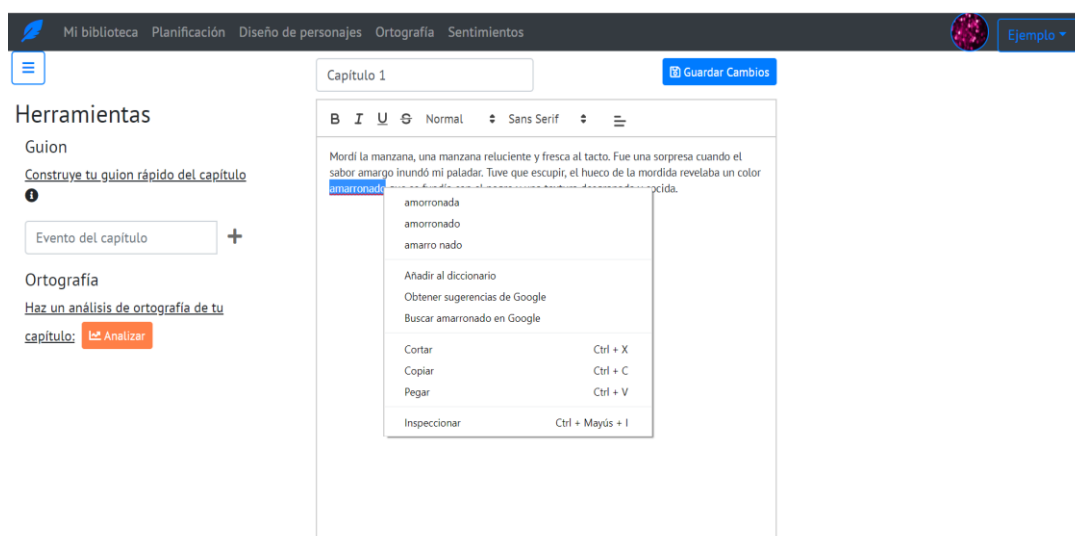 Mi biblioteca Planificación Diseño de personajes Ortografía Sentimientos Ejemplo
Capítulo 1 Guardar Cambios
Herramientas
B I U S Normal Sans Serif
Guion
Construye tu guion rápido del capítulo
Evento del capítulo
Ortografía
Haz un análisis de ortografía de tu
capítulo: Analizar
Mordí la manzana, una manzana reluciente y fresca al tacto. Fue una sorpresa cuando el
sabor amargo inundó mi paladar. Tuve que escupir, el hueco de la mordida revelaba un color
amarronado
amorronada
amorronado
amarro nado
Añadir al diccionario
Obtener sugerencias de Google
Buscar amarronado en Google
Cortar Ctrl + X
Copiar Ctrl + C
Pegar Ctrl + V
Inspeccionar Ctrl + Mayús + I